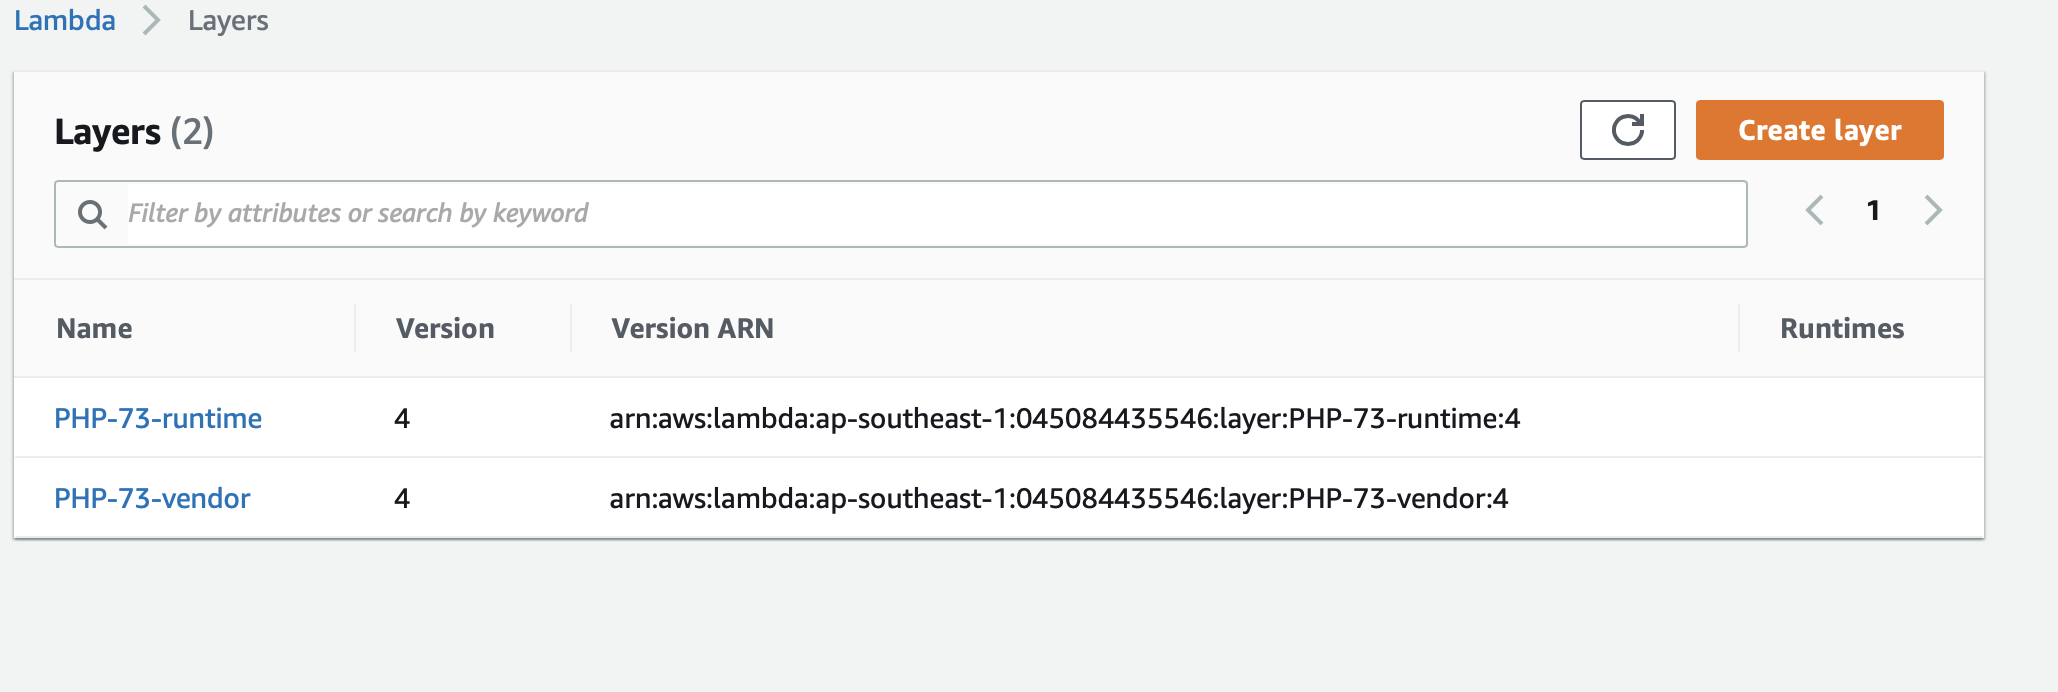 Lambda > Layers
Layers (2)
Create layer
Filter by attributes or search by keyword
< 1 >
Name Version Version ARN Runtimes
PHP-73-runtime 4 arn:aws:lambda:ap-southeast-1:045084435546:layer:PHP-73-runtime:4
PHP-73-vendor 4 arn:aws:lambda:ap-southeast-1:045084435546:layer:PHP-73-vendor:4